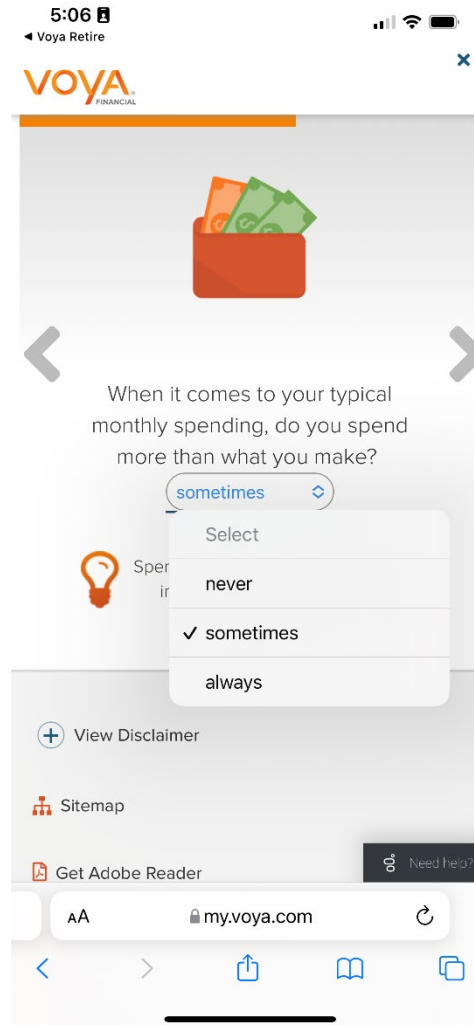 5:06
◀ Voya Retire
VOYA
FINANCIAL
When it comes to your typical
monthly spending, do you spend
more than what you make?
sometimes
Select
never
✓ sometimes
always
View Disclaimer
Sitemap
Need help?
Get Adobe Reader
AA
my.voya.com